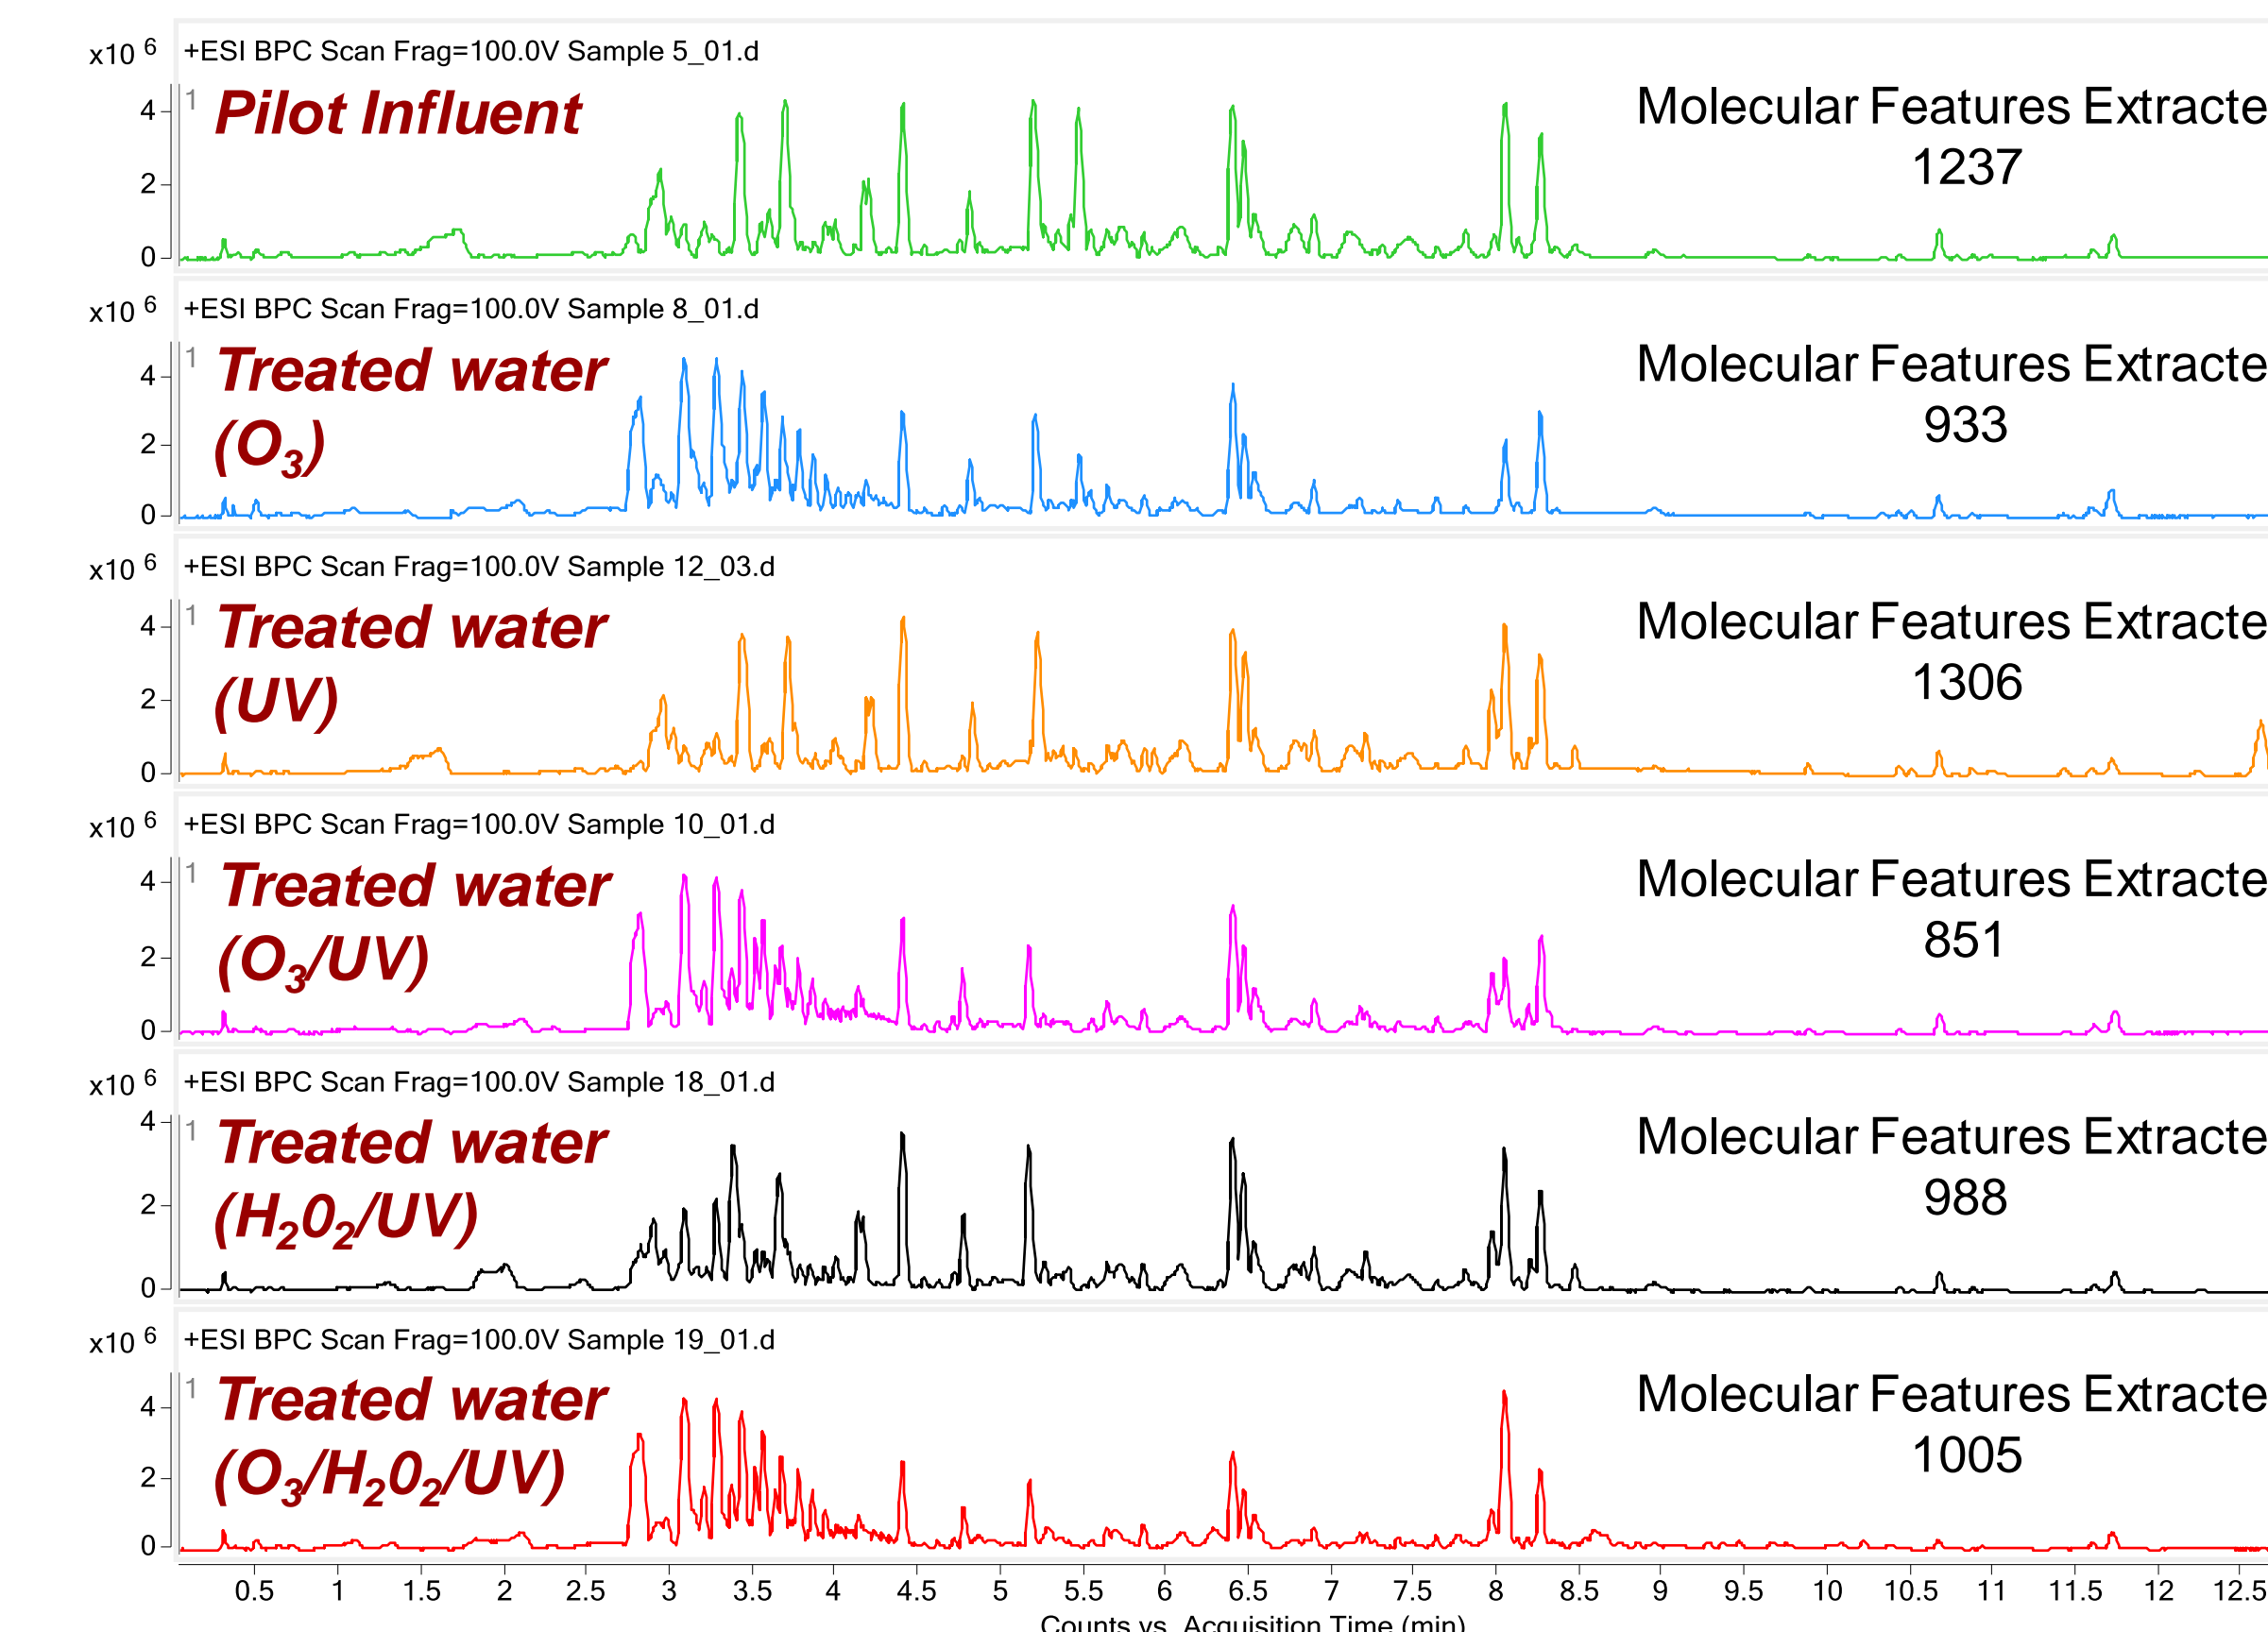 x10 6 +ESI BPC Scan Frag=100.0V Sample 5_01.d
1 Pilot Influent
Molecular Features Extracte
1237
4
2
0
x10 6 +ESI BPC Scan Frag=100.0V Sample 8_01.d
1 Treated water
(O3)
Molecular Features Extracte
933
4
2
0
x10 6 +ESI BPC Scan Frag=100.0V Sample 12_03.d
1 Treated water
(UV)
Molecular Features Extracte
1306
4
2
0
x10 6 +ESI BPC Scan Frag=100.0V Sample 10_01.d
1 Treated water
(O3/UV)
Molecular Features Extracte
851
4
2
0
x10 6 +ESI BPC Scan Frag=100.0V Sample 18_01.d
1 Treated water
(H202/UV)
Molecular Features Extracte
988
4
2
0
x10 6 +ESI BPC Scan Frag=100.0V Sample 19_01.d
1 Treated water
(O3/H202/UV)
Molecular Features Extracte
1005
4
2
0
0.5 1 1.5 2 2.5 3 3.5 4 4.5 5 5.5 6 6.5 7 7.5 8 8.5 9 9.5 10 10.5 11 11.5 12 12.5
Counts vs. Acquisition Time (min)